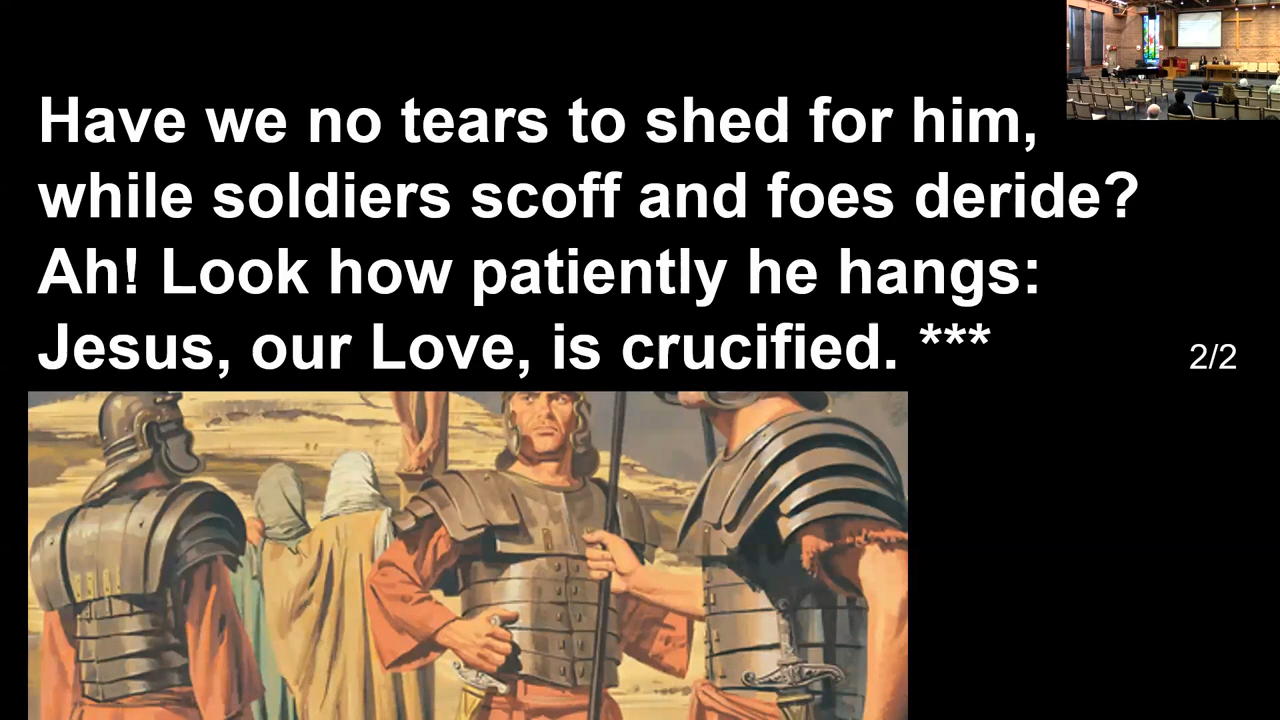 Have we no tears to shed for him,
while soldiers scoff and foes deride?
Ah! Look how patiently he hangs:
Jesus, our Love, is crucified. ***
2/2